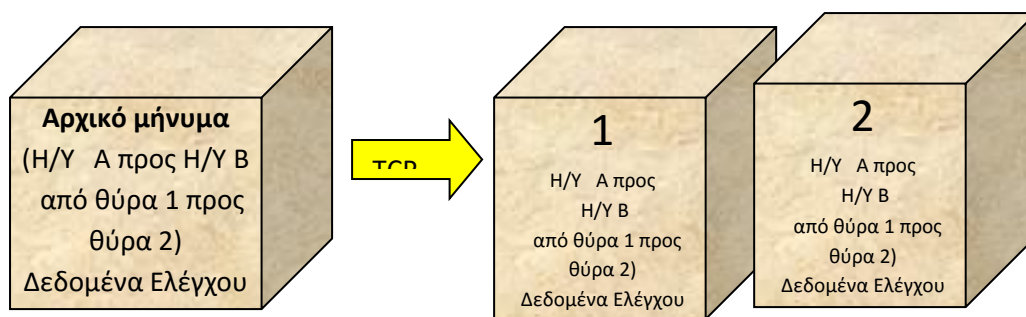 Αρχικό μήνυμα
(Η/Υ Α προς Η/Υ Β
από θύρα 1 προς
θύρα 2)
Δεδομένα Ελέγχου
TCP
1
Η/Υ Α προς
Η/Υ Β
από θύρα 1 προς
θύρα 2)
Δεδομένα Ελέγχου
2
Η/Υ Α προς
Η/Υ Β
από θύρα 1 προς
θύρα 2)
Δεδομένα Ελέγχου